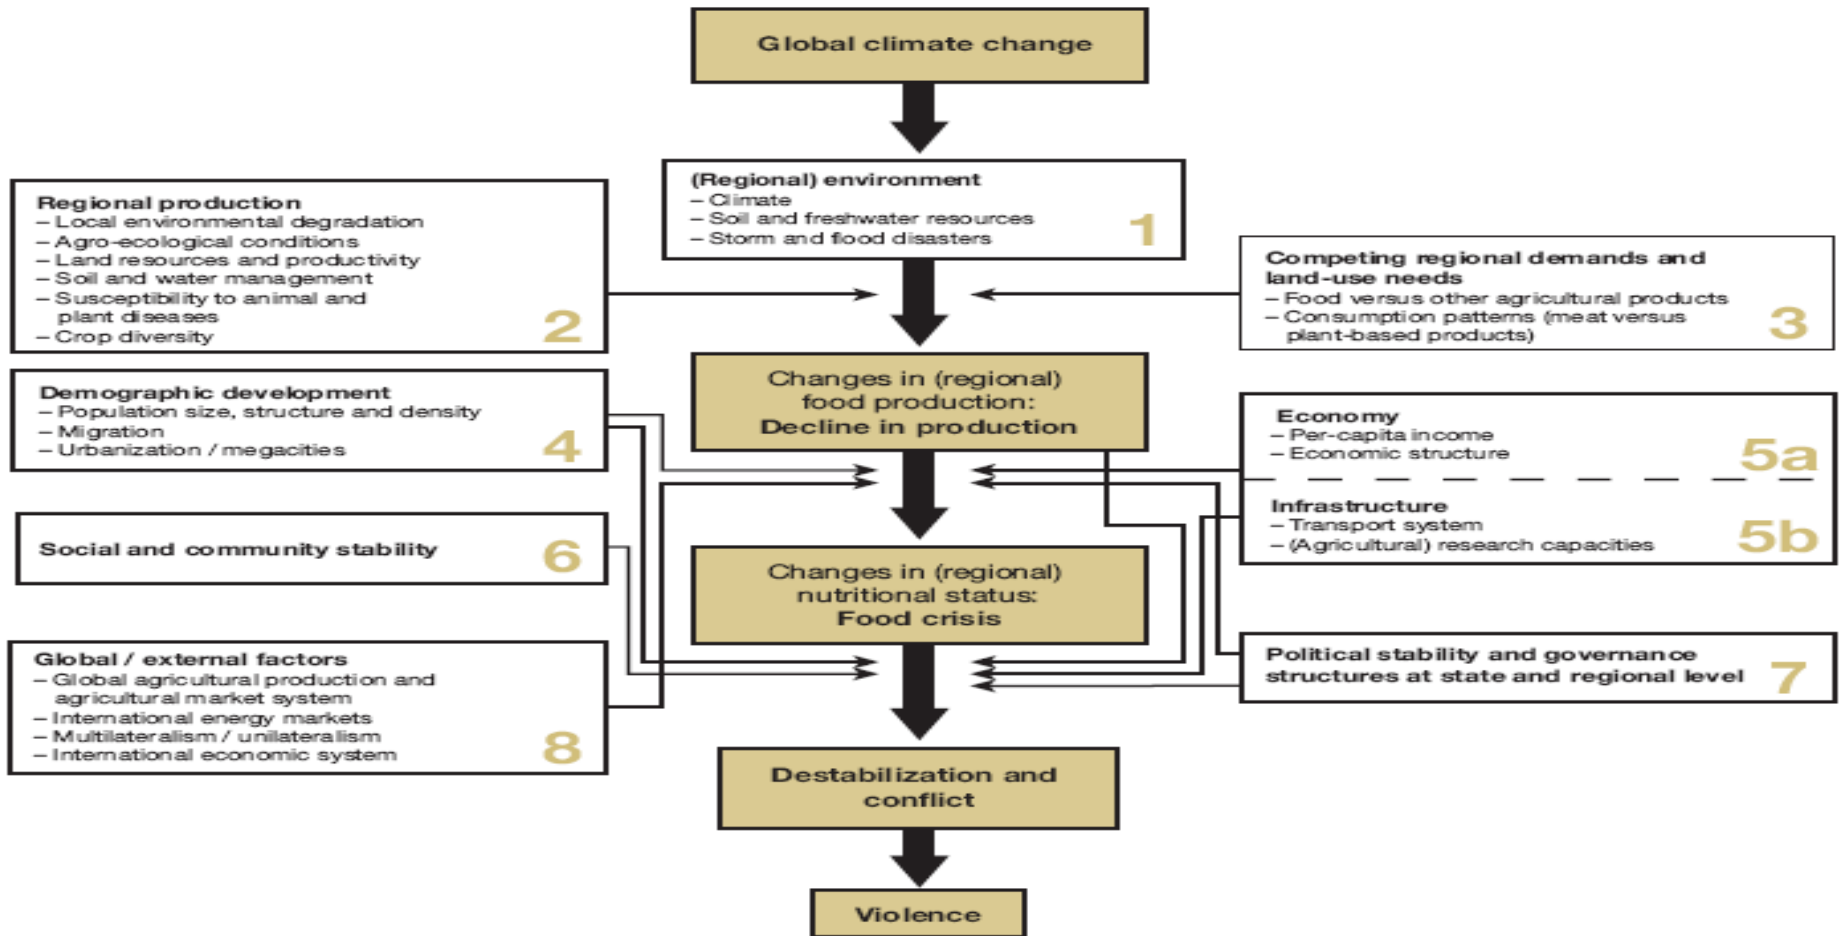 Global climate change
(Regional) environment
– Climate
– Soil and freshwater resources
– Storm and flood disasters
1
Regional production
– Local environmental degradation
– Agro-ecological conditions
– Land resources and productivity
– Soil and water management
– Susceptibility to animal and
plant diseases
– Crop diversity
2
Competing regional demands and
land-use needs
– Food versus other agricultural products
– Consumption patterns (meat versus
plant-based products)
3
Changes in (regional)
food production:
Decline in production
Demographic development
– Population size, structure and density
– Migration
– Urbanization / megacities
4
Economy
– Per-capita income
– Economic structure
5a
Infrastructure
– Transport system
– (Agricultural) research capacities
5b
Social and community stability
6
Changes in (regional)
nutritional status:
Food crisis
Global / external factors
– Global agricultural production and
agricultural market system
– International energy markets
– Multilateralism / unilateralism
– International economic system
8
Political stability and governance
structures at state and regional level
7
Destabilization and
conflict
Violence